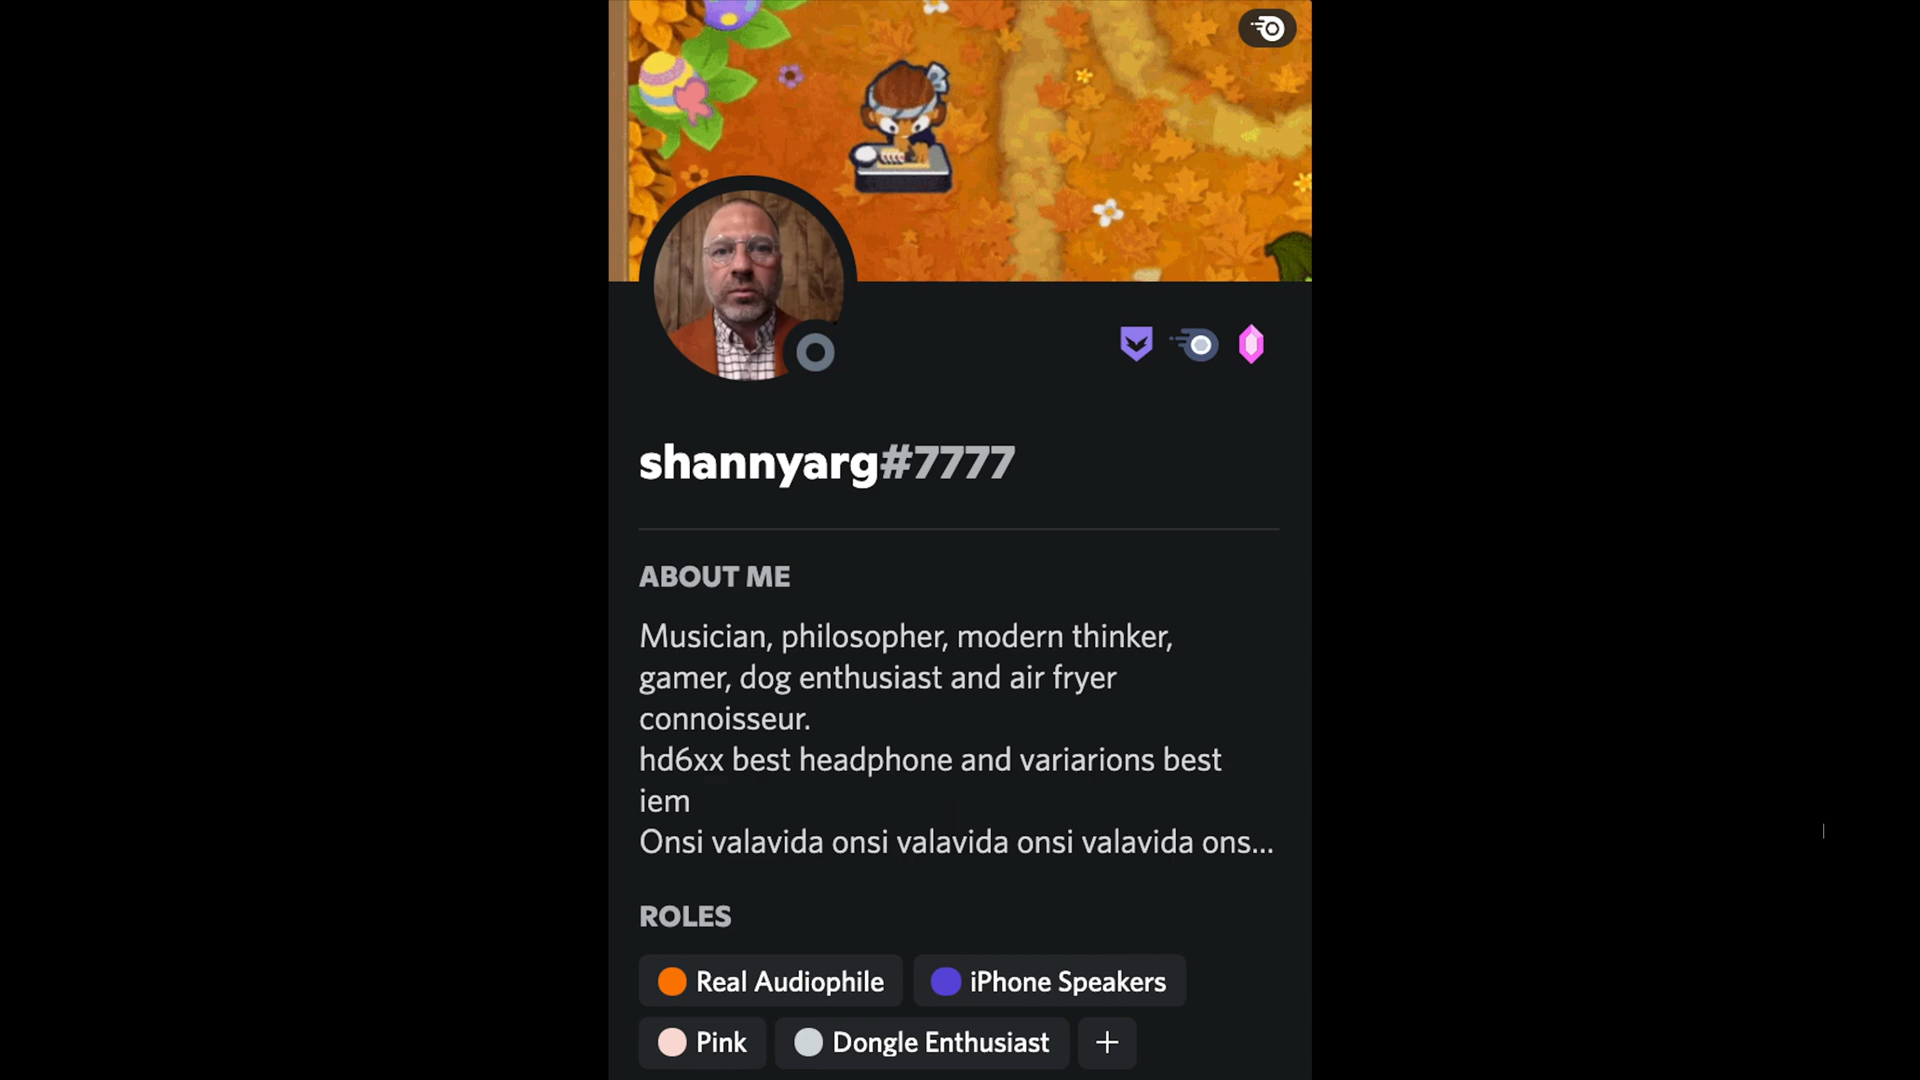 shannyarg#7777
ABOUT ME
Musician, philosopher, modern thinker,
gamer, dog enthusiast and air fryer
connoisseur.
hd6xx best headphone and variarions best
iem
Onsi valavida onsi valavida onsi valavida ons...
ROLES
Real Audiophile iPhone Speakers
Pink Dongle Enthusiast +